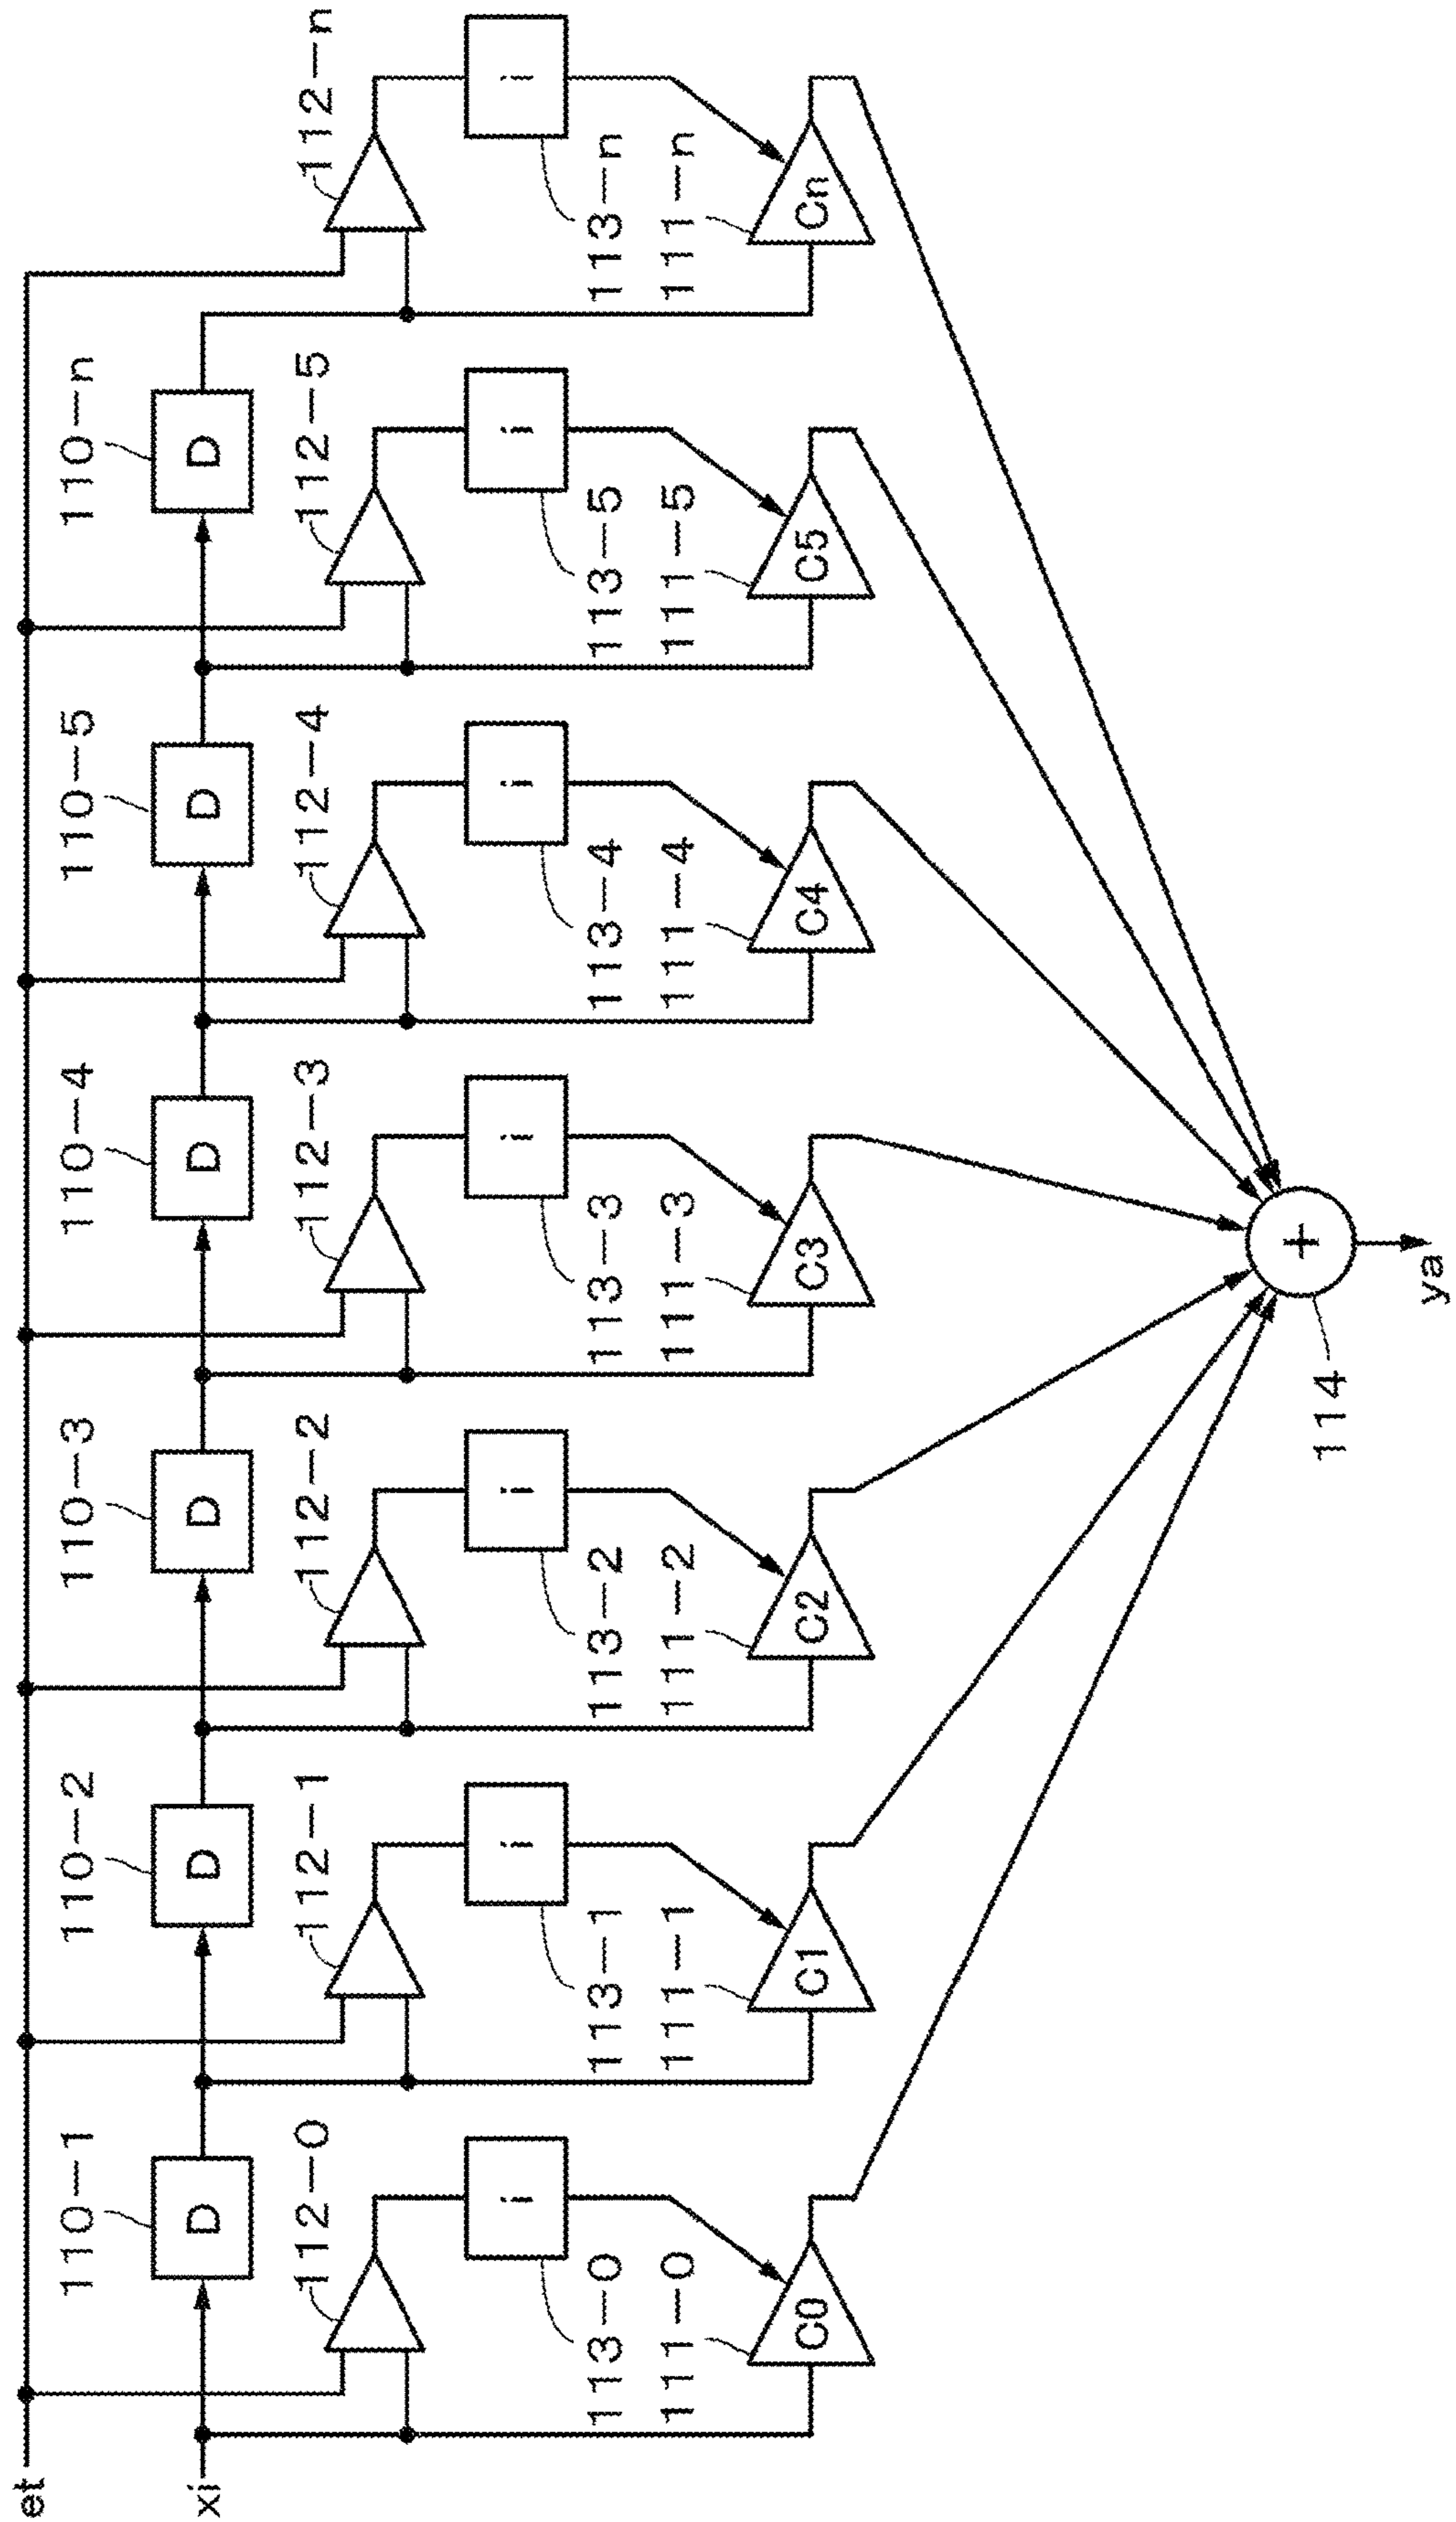 et
xi
110-1
110-2
110-3
110-4
110-5
110-n
D
D
D
D
D
D
112-0
112-1
112-2
112-3
112-4
112-5
112-n
i
i
i
i
i
i
i
113-0
113-1
113-2
113-3
113-4
113-5
113-n
111-0
111-1
111-2
111-3
111-4
111-5
111-n
C0
C1
C2
C3
C4
C5
Cn
+
114
ya